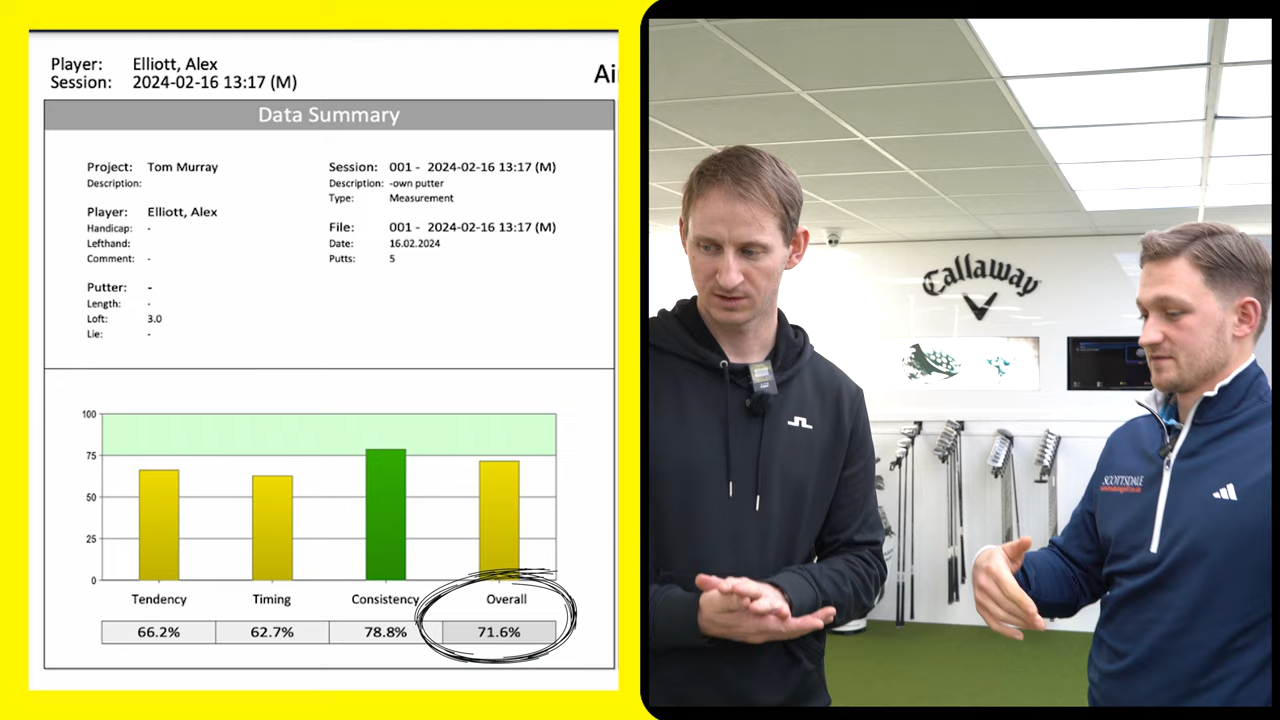 Player: Elliott, Alex
Session: 2024-02-16 13:17 (M)
Ai
Data Summary
Project: Tom Murray
Description:
Player: Elliott, Alex
Handicap: -
Lefthand:
Comment: -
Putter: -
Length: -
Loft: 3.0
Lie: -
Session: 001 - 2024-02-16 13:17 (M)
Description: -own putter
Type: Measurement
File: 001 - 2024-02-16 13:17 (M)
Date: 16.02.2024
Putts: 5
100
75
50
25
0
Tendency Timing Consistency Overall
66.2% 62.7% 78.8% 71.6%
Callaway
SCOTTSDALE